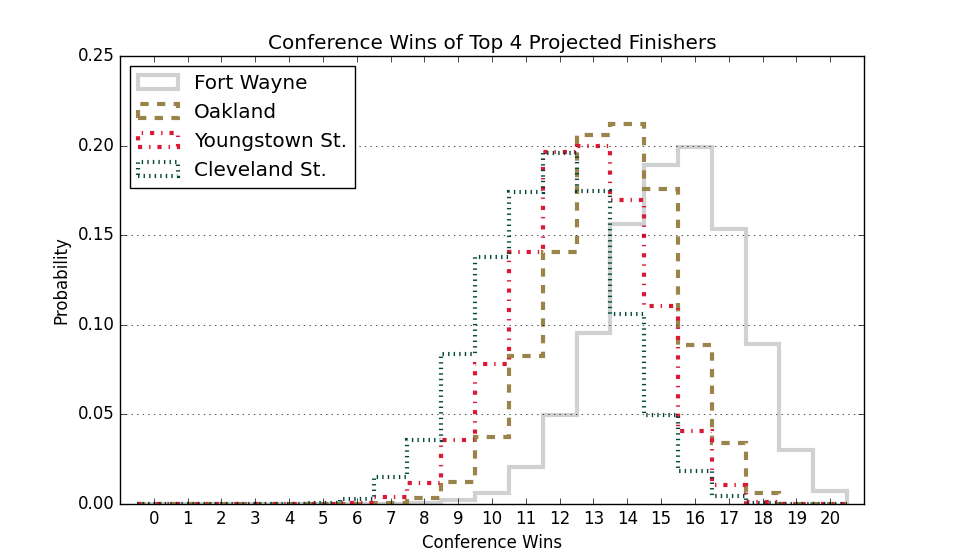 Conference Wins of Top 4 Projected Finishers
0.25
0.20
0.15
0.10
0.05
0.00
Probability
Fort Wayne
Oakland
Youngstown St.
Cleveland St.
0 1 2 3 4 5 6 7 8 9 10 11 12 13 14 15 16 17 18 19 20
Conference Wins